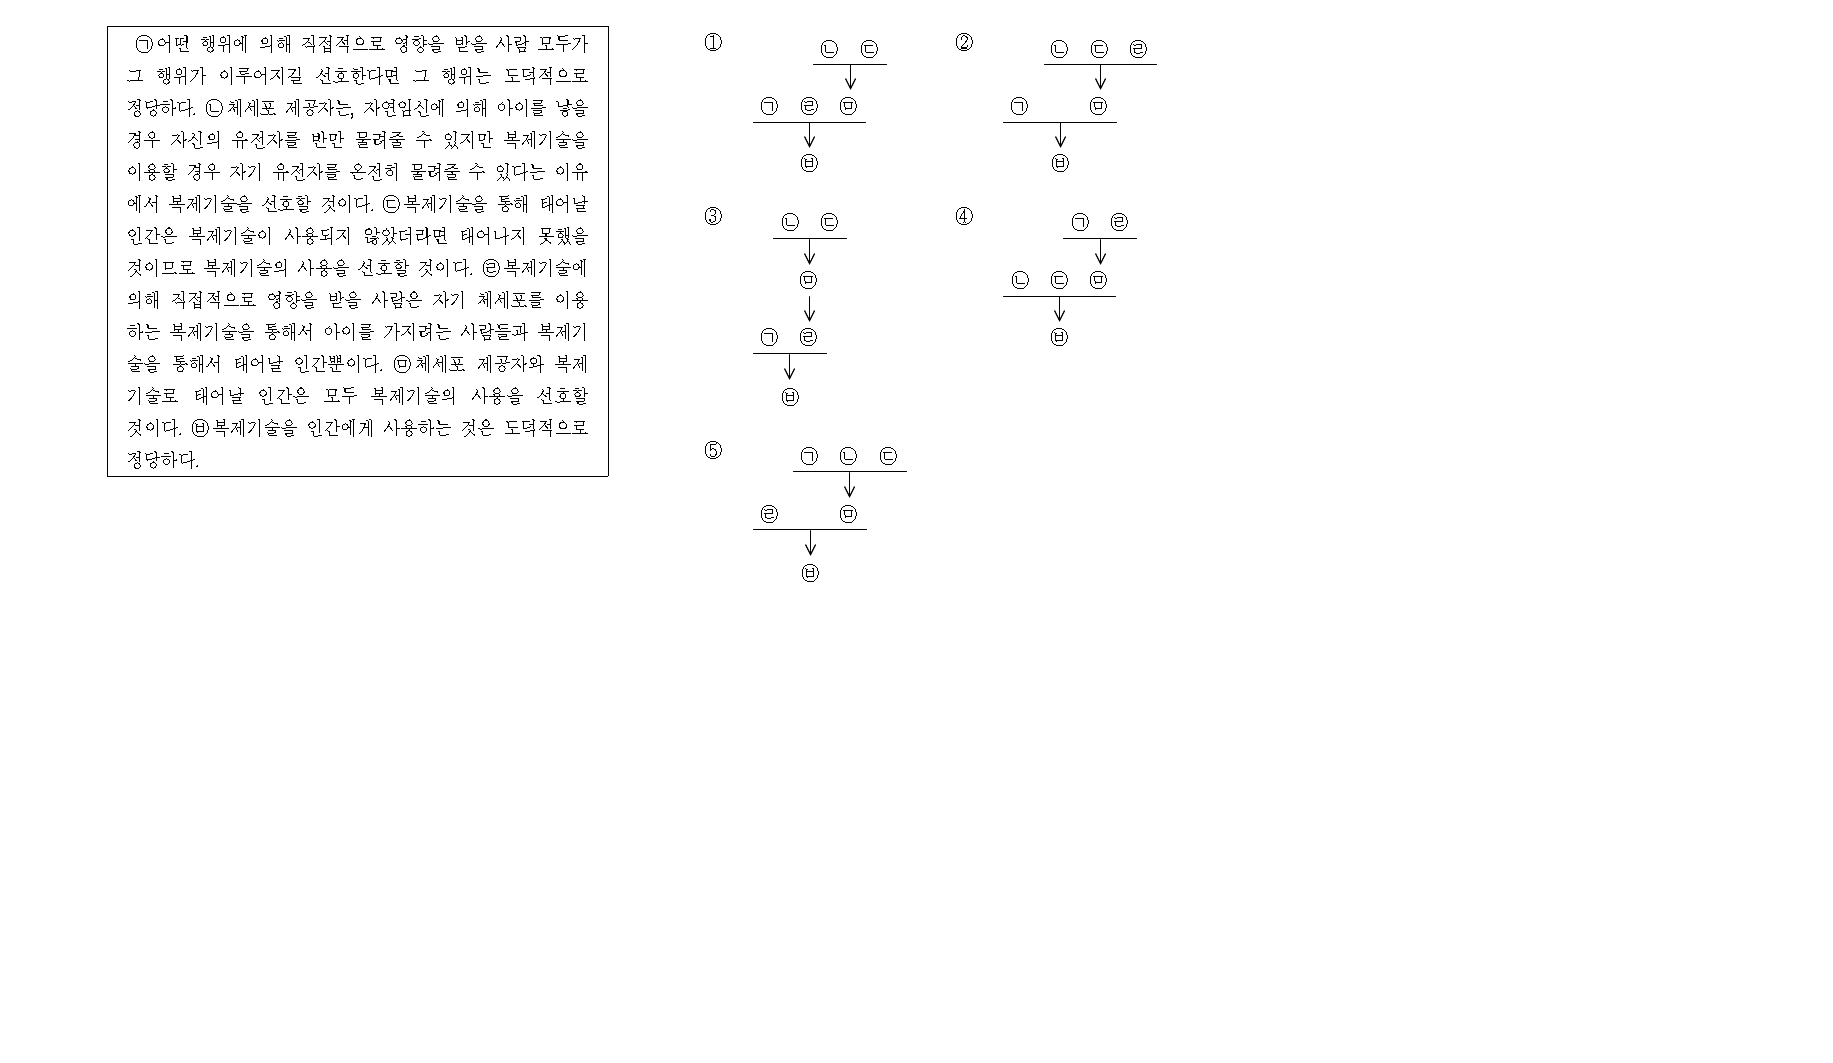 ㉠어떤 행위에 의해 직접적으로 영향을 받을 사람 모두가
그 행위가 이루어지길 선호한다면 그 행위는 도덕적으로
정당하다. ㉡체세포 제공자는, 자연임신에 의해 아이를 낳을
경우 자신의 유전자를 반만 물려줄 수 있지만 복제기술을
이용할 경우 자기 유전자를 온전히 물려줄 수 있다는 이유
에서 복제기술을 선호할 것이다. ㉢복제기술을 통해 태어날
인간은 복제기술이 사용되지 않았더라면 태어나지 못했을
것이므로 복제기술의 사용을 선호할 것이다. ㉣복제기술에
의해 직접적으로 영향을 받을 사람은 자기 체세포를 이용
하는 복제기술을 통해서 아이를 가지려는 사람들과 복제기
술을 통해서 태어날 인간뿐이다. ㉤체세포 제공자와 복제
기술로 태어날 인간은 모두 복제기술의 사용을 선호할
것이다. ㉥복제기술을 인간에게 사용하는 것은 도덕적으로
정당하다.
①
㉡ ㉢
㉠ ㉣ ㉤
㉥
②
㉡ ㉢ ㉣
㉠ ㉤
㉥
③
㉡ ㉢
㉤
㉠ ㉣
㉥
④
㉠ ㉣
㉡ ㉢ ㉤
㉥
⑤
㉠ ㉡ ㉢
㉣ ㉤
㉥